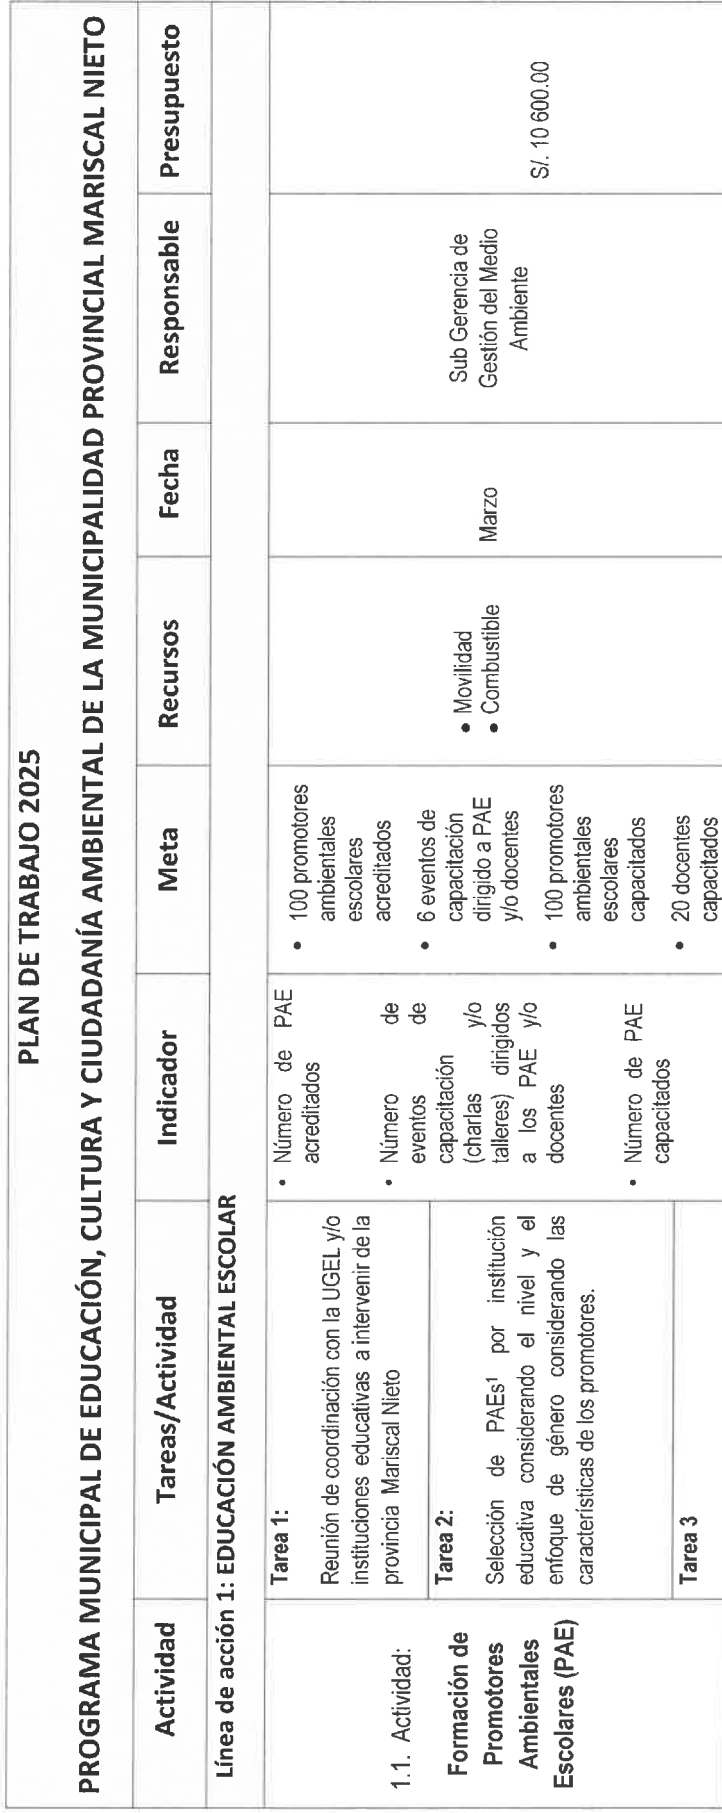 PLAN DE TRABAJO 2025
PROGRAMA MUNICIPAL DE EDUCACIÓN, CULTURA Y CIUDADANÍA AMBIENTAL DE LA MUNICIPALIDAD PROVINCIAL MARISCAL NIETO
Actividad
Tareas/Actividad
Indicador
Meta
Recursos
Fecha
Responsable
Presupuesto
Línea de acción 1: EDUCACIÓN AMBIENTAL ESCOLAR
1.1. Actividad:
Formación de
Promotores
Ambientales
Escolares (PAE)
Tarea 1:
Reunión de coordinación con la UGEL y/o
instituciones educativas a intervenir de la
provincia Mariscal Nieto
Tarea 2:
Selección de PAEs¹ por institución
educativa considerando el nivel y el
enfoque de género considerando las
características de los promotores.
Tarea 3
• Número de PAE
acreditados
• Número de
eventos de
capacitación
(charlas y/o
talleres) dirigidos
a los PAE y/o
docentes
• Número de PAE
capacitados
• 100 promotores
ambientales
escolares
acreditados
• 6 eventos de
capacitación
dirigido a PAE
y/o docentes
• 100 promotores
ambientales
escolares
capacitados
• 20 docentes
capacitados
• Movilidad
• Combustible
Marzo
Sub Gerencia de
Gestión del Medio
Ambiente
S/. 10 600.00